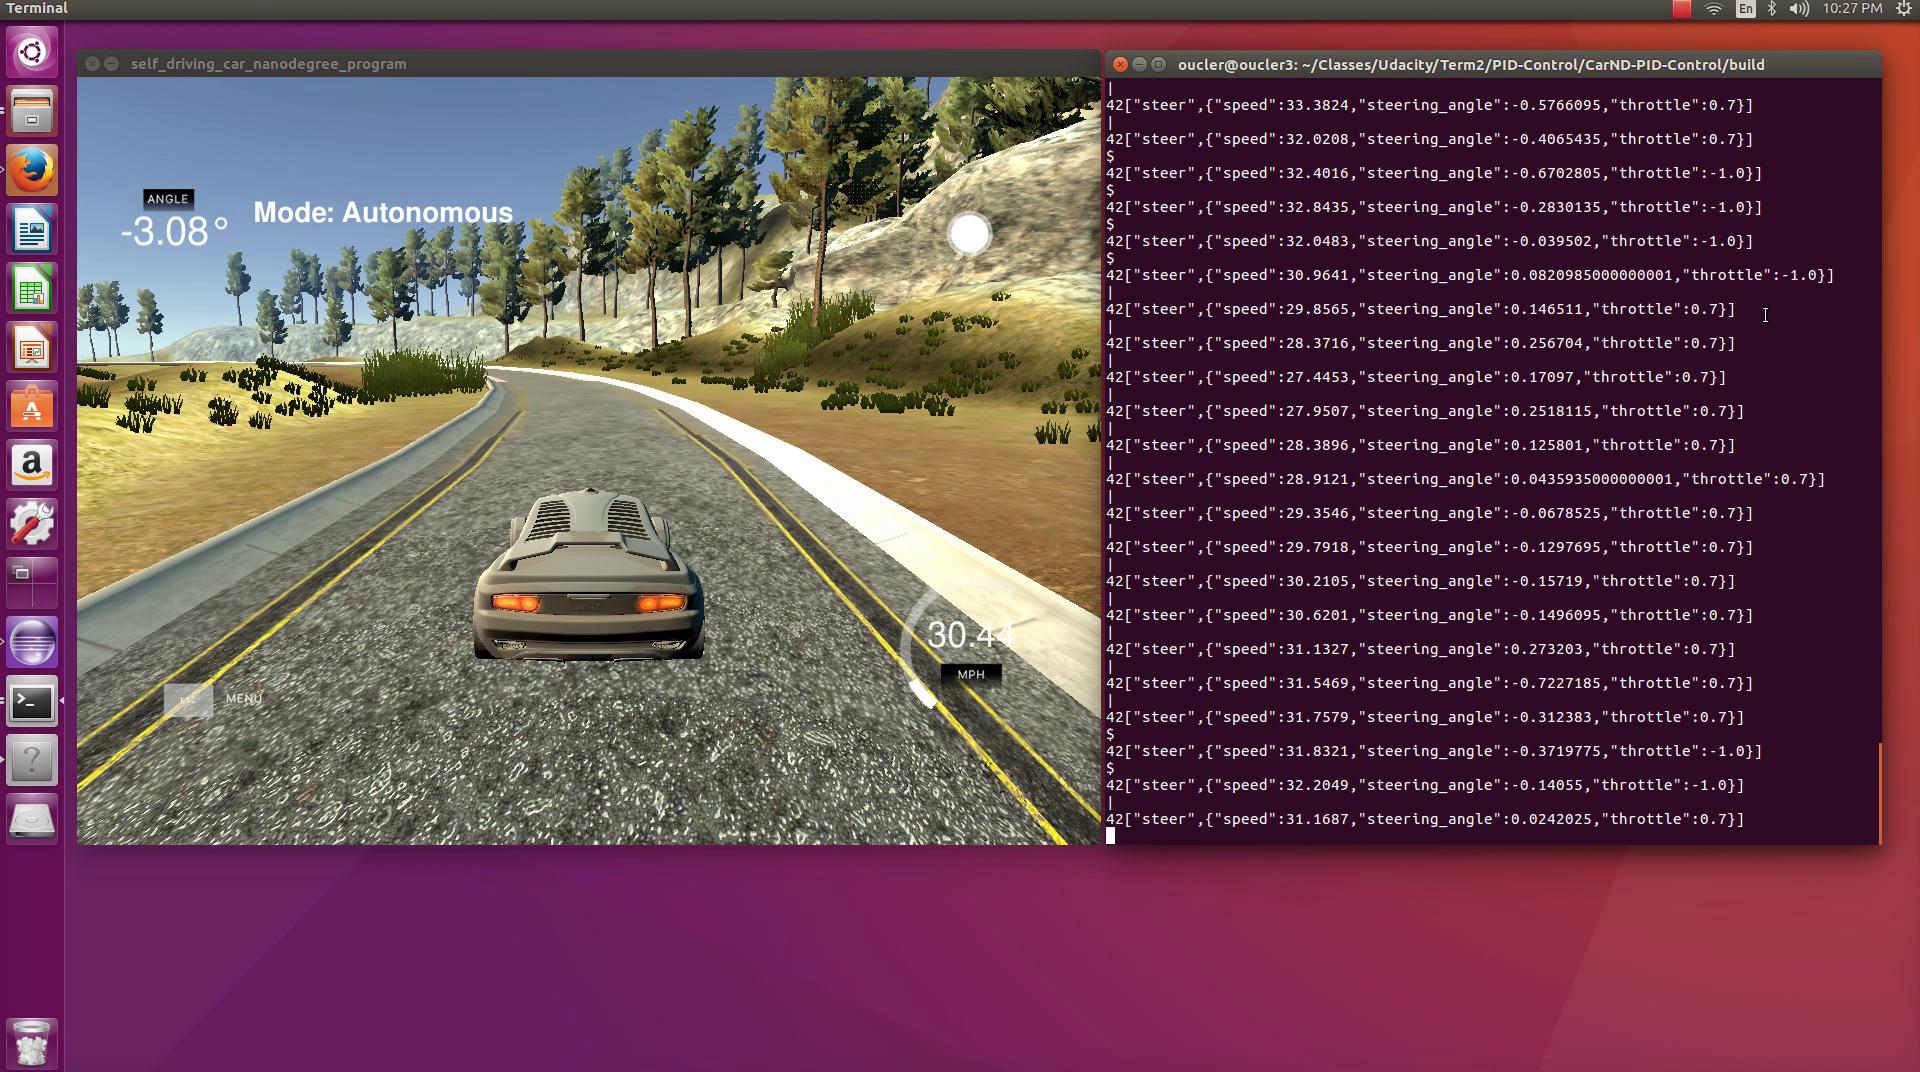 Terminal
En
10:27 PM
self_driving_car_nanodegree_program
ANGLE
-3.08°
Mode: Autonomous
30.44
MPH
ESC
MENU
oucler@oucler3: ~/Classes/Udacity/Term2/PID-Control/CarND-PID-Control/build
|
42["steer",{"speed":33.3824,"steering_angle":-0.5766095,"throttle":0.7}]
|
42["steer",{"speed":32.0208,"steering_angle":-0.4065435,"throttle":0.7}]
$
42["steer",{"speed":32.4016,"steering_angle":-0.6702805,"throttle":-1.0}]
$
42["steer",{"speed":32.8435,"steering_angle":-0.2830135,"throttle":-1.0}]
$
42["steer",{"speed":32.0483,"steering_angle":-0.039502,"throttle":-1.0}]
$
42["steer",{"speed":30.9641,"steering_angle":0.0820985000000001,"throttle":-1.0}]
|
42["steer",{"speed":29.8565,"steering_angle":0.146511,"throttle":0.7}]
|
42["steer",{"speed":28.3716,"steering_angle":0.256704,"throttle":0.7}]
|
42["steer",{"speed":27.4453,"steering_angle":0.17097,"throttle":0.7}]
|
42["steer",{"speed":27.9507,"steering_angle":0.2518115,"throttle":0.7}]
|
42["steer",{"speed":28.3896,"steering_angle":0.125801,"throttle":0.7}]
|
42["steer",{"speed":28.9121,"steering_angle":0.0435935000000001,"throttle":0.7}]
|
42["steer",{"speed":29.3546,"steering_angle":-0.0678525,"throttle":0.7}]
|
42["steer",{"speed":29.7918,"steering_angle":-0.1297695,"throttle":0.7}]
|
42["steer",{"speed":30.2105,"steering_angle":-0.15719,"throttle":0.7}]
|
42["steer",{"speed":30.6201,"steering_angle":-0.1496095,"throttle":0.7}]
|
42["steer",{"speed":31.1327,"steering_angle":0.273203,"throttle":0.7}]
|
42["steer",{"speed":31.5469,"steering_angle":-0.7227185,"throttle":0.7}]
|
42["steer",{"speed":31.7579,"steering_angle":-0.312383,"throttle":0.7}]
$
42["steer",{"speed":31.8321,"steering_angle":-0.3719775,"throttle":-1.0}]
$
42["steer",{"speed":32.2049,"steering_angle":-0.14055,"throttle":-1.0}]
|
42["steer",{"speed":31.1687,"steering_angle":0.0242025,"throttle":0.7}]